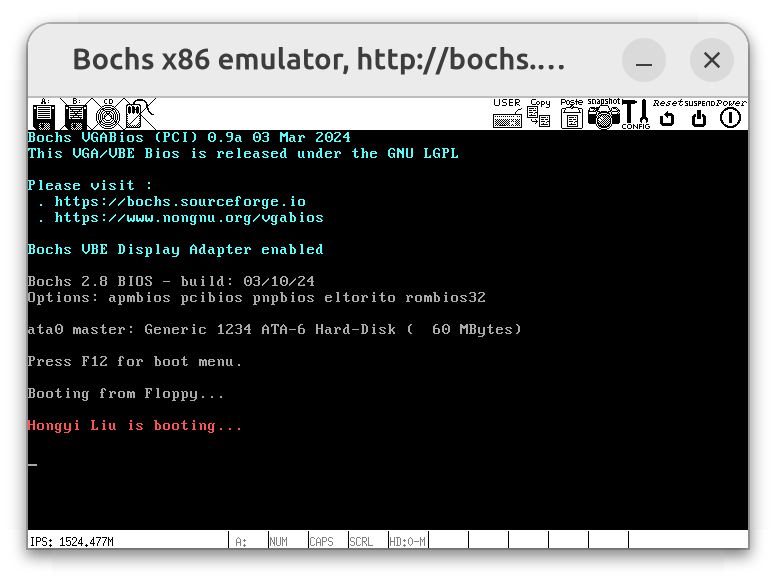 Bochs x86 emulator, http://bochs.…
A: B: CD USER Copy Paste snapshot CONFIG Reset SUSPEND Power
Bochs VGABios (PCI) 0.9a 03 Mar 2024
This VGA/VBE Bios is released under the GNU LGPL
Please visit :
. https://bochs.sourceforge.io
. https://www.nongnu.org/vgabios
Bochs VBE Display Adapter enabled
Bochs 2.8 BIOS - build: 03/10/24
Options: apmbios pcibios pnpbios eltorito rombios32
ata0 master: Generic 1234 ATA-6 Hard-Disk (  60 MBytes)
Press F12 for boot menu.
Booting from Floppy...
Hongyi Liu is booting...
_
IPS: 1524.477M A: NUM CAPS SCRL HD:0-M